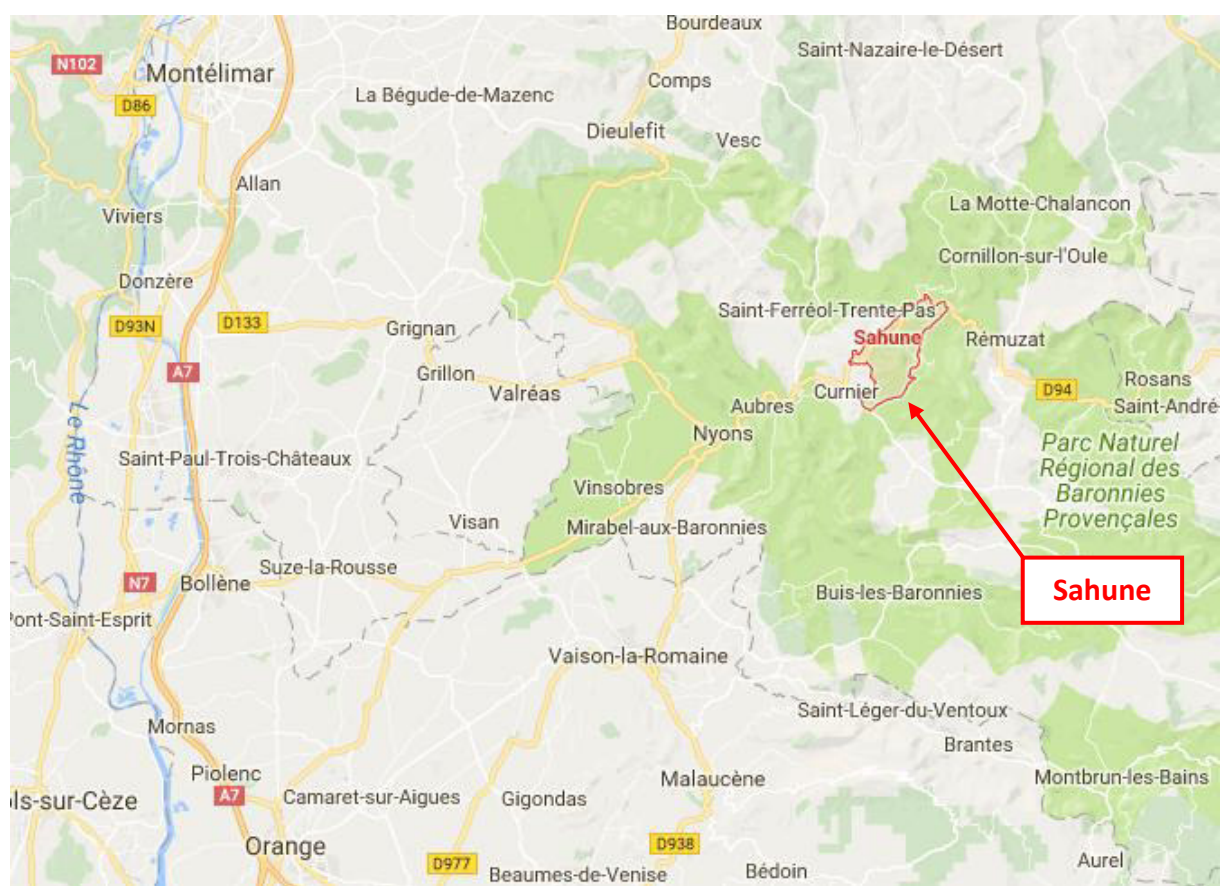 Bourdeaux
Saint-Nazaire-le-Désert
N102
Montélimar
Comps
La Bégude-de-Mazenc
D86
Dieulefit
Vesc
Allan
Viviers
La Motte-Chalancon
Cornillon-sur-l'Oule
Donzère
Saint-Ferréol-Trente-Pas
D93N
D133
Grignan
Sahune
Rémuzat
A7
Grillon
Valréas
Curnier
D94
Rosans
Aubres
Saint-André-
Le Rhône
Nyons
Parc Naturel
Régional des
Baronnies
Provençales
Saint-Paul-Trois-Châteaux
Vinsobres
Visan
Mirabel-aux-Baronnies
Suze-la-Rousse
N7
Bollène
Buis-les-Baronnies
Sahune
Pont-Saint-Esprit
Vaison-la-Romaine
Saint-Léger-du-Ventoux
Mornas
Brantes
Piolenc
Malaucène
Montbrun-les-Bains
ls-sur-Cèze
A7
Camaret-sur-Aigues
Gigondas
Orange
D938
D977
Beaumes-de-Venise
Bédoin
Aurel